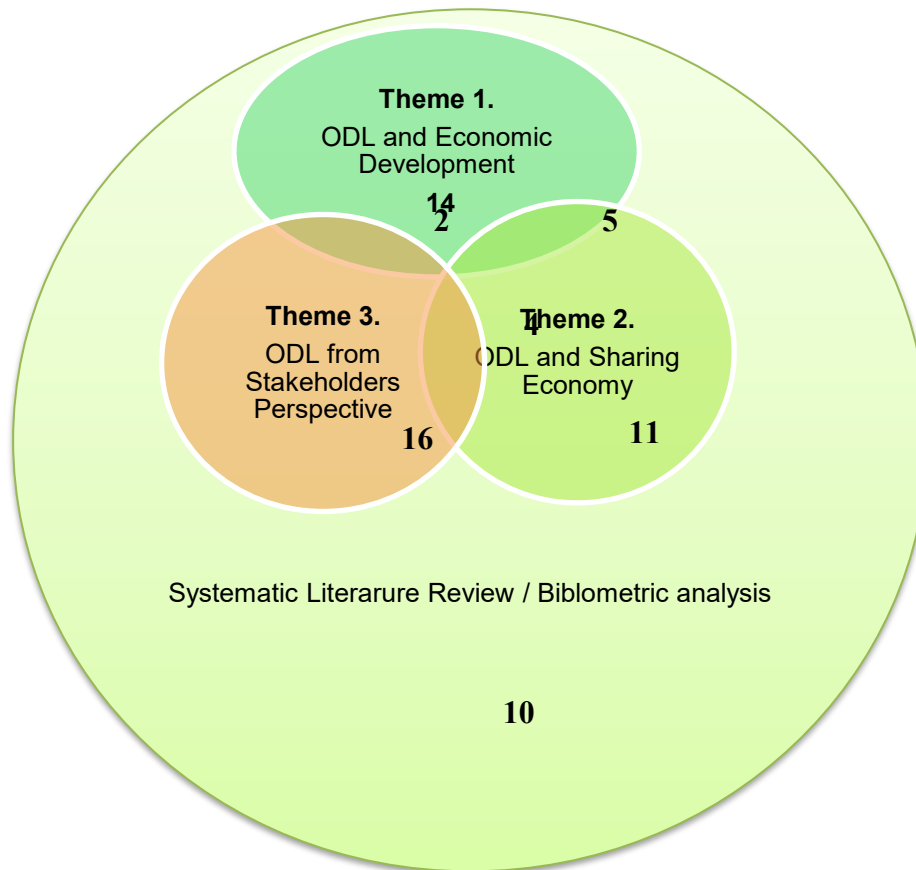 Theme 1.
ODL and Economic
Development
14
2
5
Theme 3.
ODL from
Stakeholders
Perspective
16
4
Theme 2.
ODL and Sharing
Economy
11
Systematic Literarure Review / Biblometric analysis
10